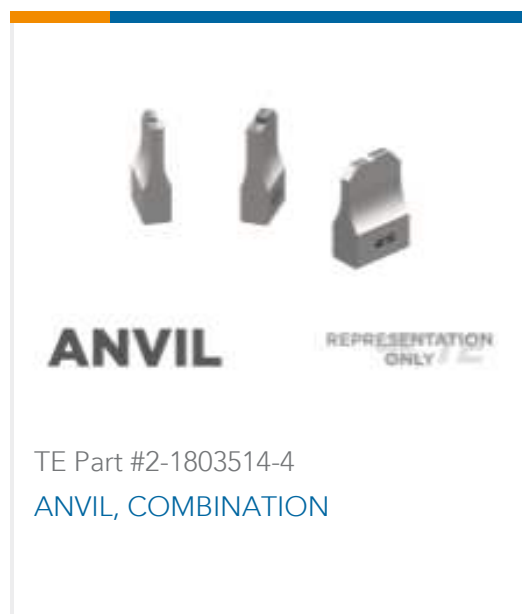 ANVIL
REPRESENTATION
ONLY
TE Part #2-1803514-4
ANVIL, COMBINATION